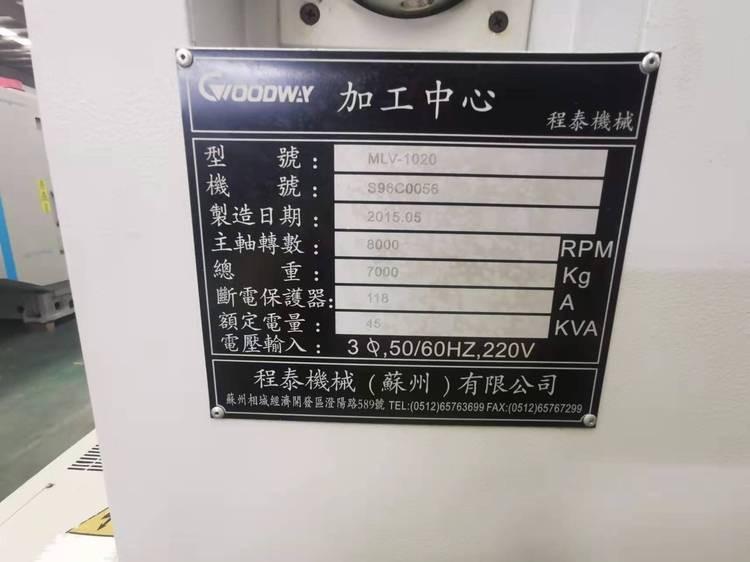 GOODWAY 加工中心 程泰機械
型 號： MLV-1020
機 號： S96C0056
製造日期： 2015.05
主軸轉數： 8000 RPM
總 重： 7000 Kg
斷電保護器： 118 A
額定電量： 45 KVA
電壓輸入： 3 φ,50/60HZ,220V
程泰機械（蘇州）有限公司
蘇州相城經濟開發區澄陽路589號 TEL:(0512)65763699 FAX:(0512)65767299